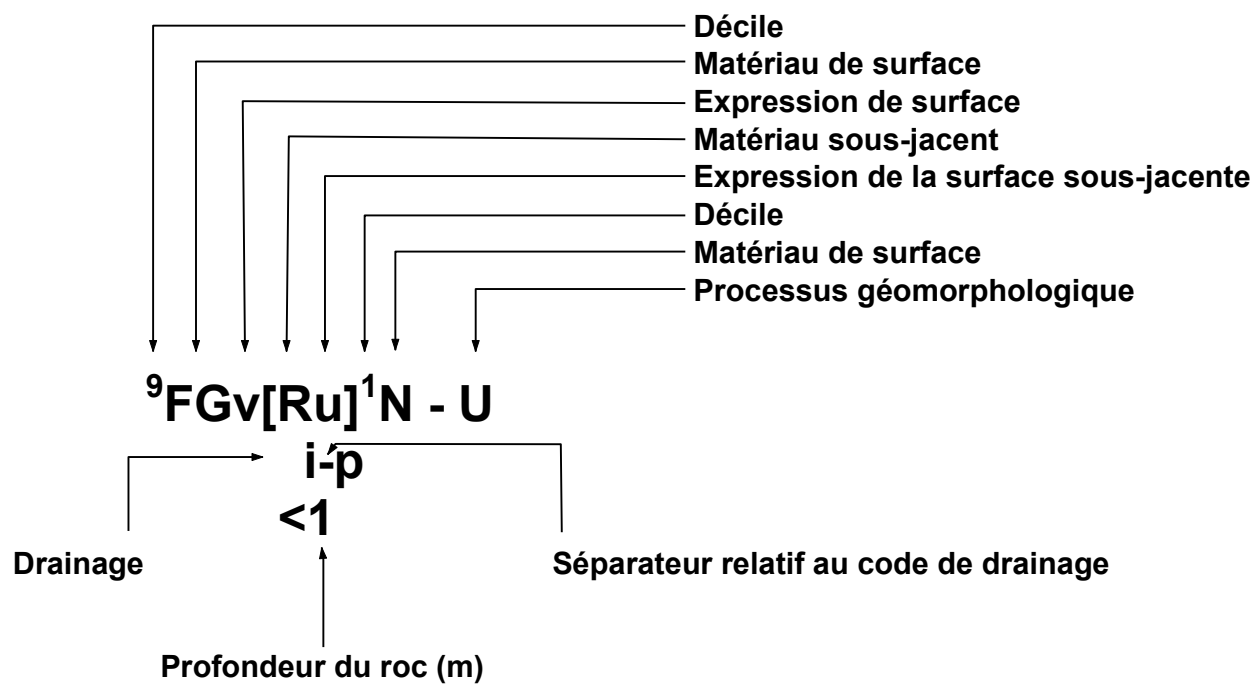 Décile
Matériau de surface
Expression de surface
Matériau sous-jacent
Expression de la surface sous-jacente
Décile
Matériau de surface
Processus géomorphologique
⁹FGv[Ru]¹N - U
i-p
<1
Drainage
Séparateur relatif au code de drainage
Profondeur du roc (m)